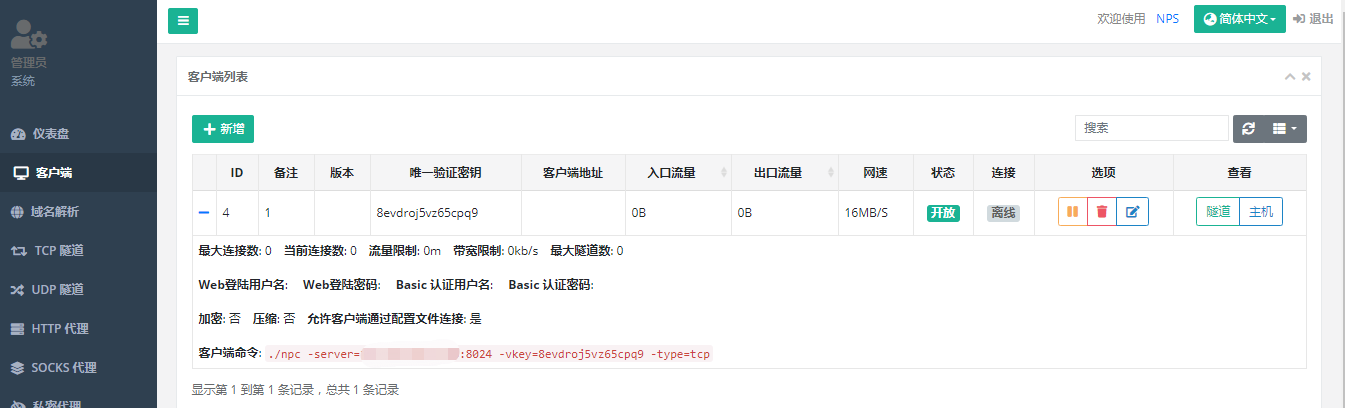 欢迎使用 NPS 简体中文 退出
管理员
系统
仪表盘
客户端
域名解析
TCP 隧道
UDP 隧道
HTTP 代理
SOCKS 代理
私密代理
客户端列表
新增
搜索
ID 备注 版本 唯一验证密钥 客户端地址 入口流量 出口流量 网速 状态 连接 选项 查看
4 1 8evdroj5vz65cpq9 0B 0B 16MB/S 开放 离线 隧道 主机
最大连接数: 0 当前连接数: 0 流量限制: 0m 带宽限制: 0kb/s 最大隧道数: 0
Web登陆用户名: Web登陆密码: Basic 认证用户名: Basic 认证密码:
加密: 否 压缩: 否 允许客户端通过配置文件连接: 是
客户端命令: ./npc -server= :8024 -vkey=8evdroj5vz65cpq9 -type=tcp
显示第 1 到第 1 条记录，总共 1 条记录